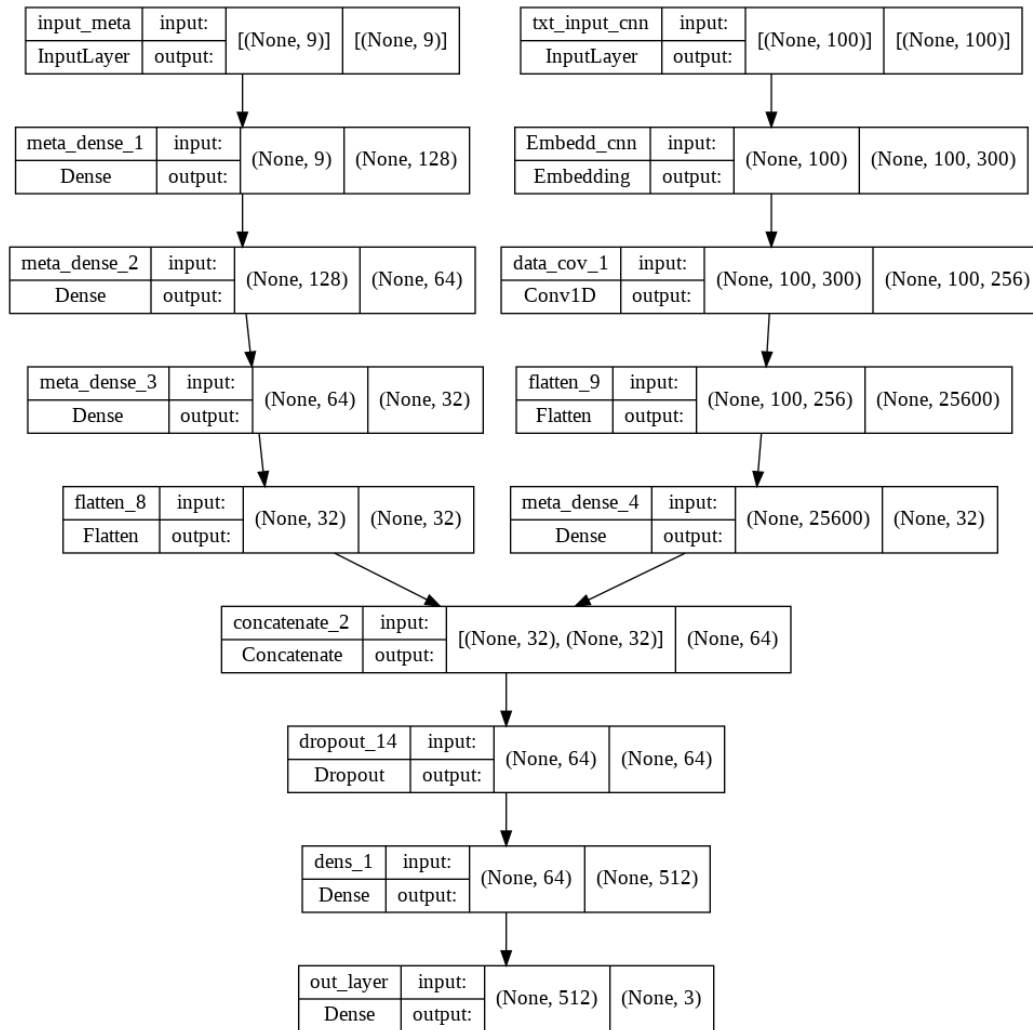 input_meta input: [(None, 9)] [(None, 9)]
InputLayer output:
txt_input_cnn input: [(None, 100)] [(None, 100)]
InputLayer output:
meta_dense_1 input: (None, 9) (None, 128)
Dense output:
Embedd_cnn input: (None, 100) (None, 100, 300)
Embedding output:
meta_dense_2 input: (None, 128) (None, 64)
Dense output:
data_cov_1 input: (None, 100, 300) (None, 100, 256)
Conv1D output:
meta_dense_3 input: (None, 64) (None, 32)
Dense output:
flatten_9 input: (None, 100, 256) (None, 25600)
Flatten output:
flatten_8 input: (None, 32) (None, 32)
Flatten output:
meta_dense_4 input: (None, 25600) (None, 32)
Dense output:
concatenate_2 input: [(None, 32), (None, 32)] (None, 64)
Concatenate output:
dropout_14 input: (None, 64) (None, 64)
Dropout output:
dens_1 input: (None, 64) (None, 512)
Dense output:
out_layer input: (None, 512) (None, 3)
Dense output: